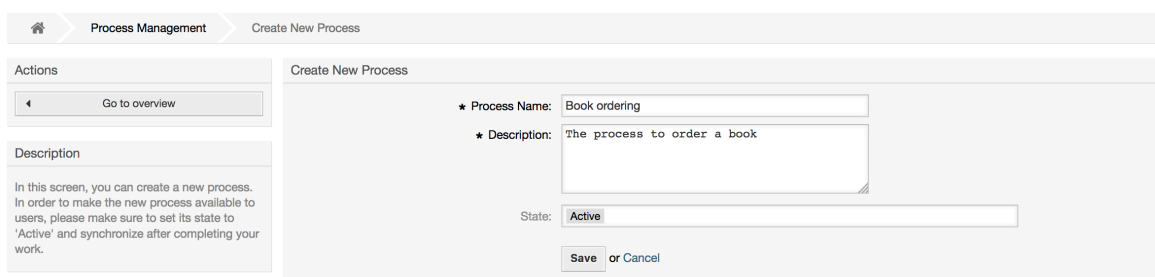 Process Management Create New Process
Actions
Go to overview
Description
In this screen, you can create a new process.
In order to make the new process available to
users, please make sure to set its state to
'Active' and synchronize after completing your
work.
Create New Process
★ Process Name: Book ordering
★ Description: The process to order a book
State: Active
Save or Cancel